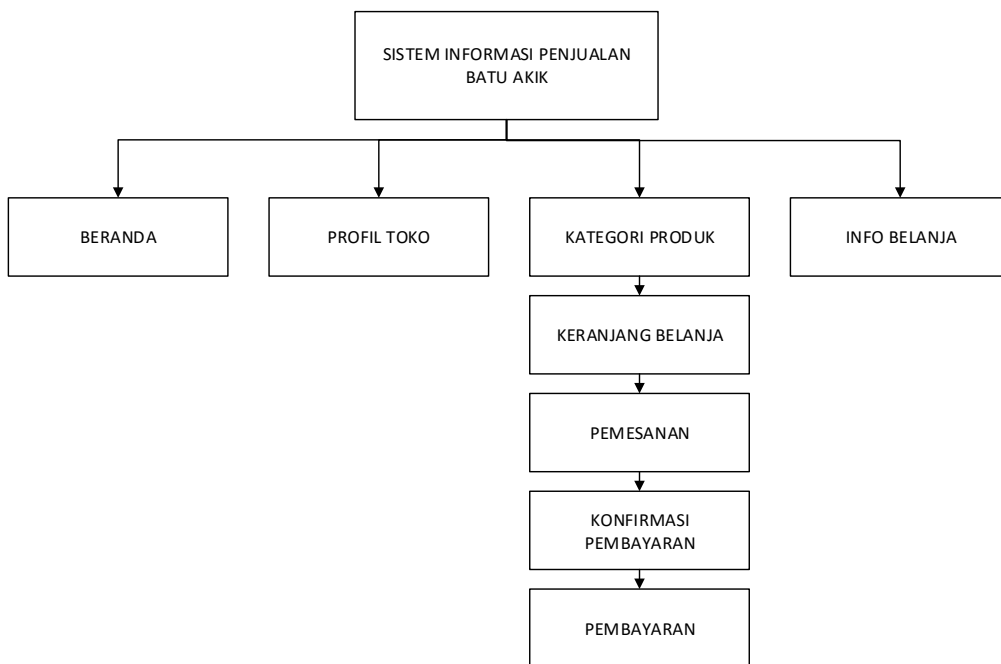 SISTEM INFORMASI PENJUALAN
BATU AKIK
BERANDA
PROFIL TOKO
KATEGORI PRODUK
INFO BELANJA
KERANJANG BELANJA
PEMESANAN
KONFIRMASI
PEMBAYARAN
PEMBAYARAN